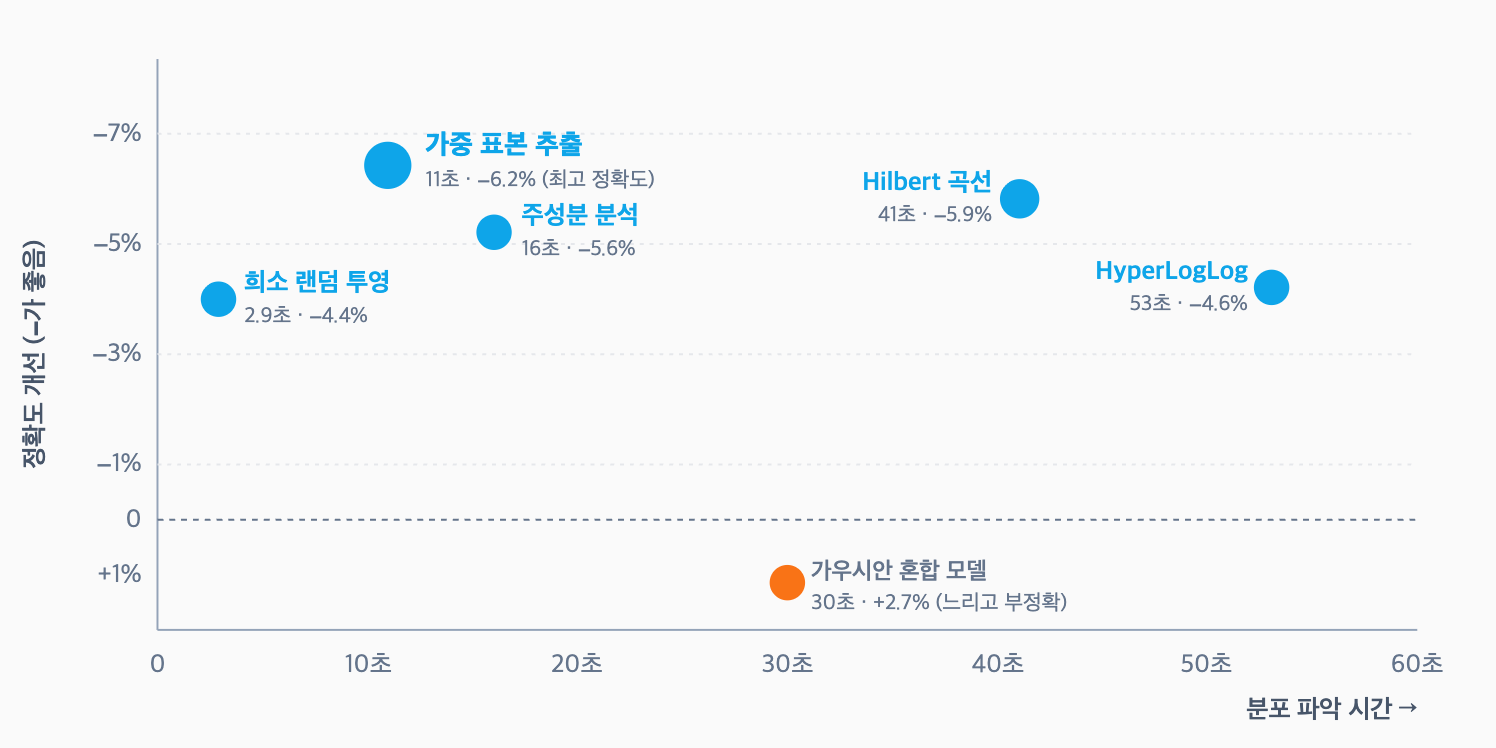 정확도 개선 (−가 좋음)
−7%
−5%
−3%
−1%
0
+1%
가중 표본 추출
11초 · −6.2% (최고 정확도)
주성분 분석
16초 · −5.6%
희소 랜덤 투영
2.9초 · −4.4%
Hilbert 곡선
41초 · −5.9%
HyperLogLog
53초 · −4.6%
가우시안 혼합 모델
30초 · +2.7% (느리고 부정확)
0 10초 20초 30초 40초 50초 60초
분포 파악 시간 →